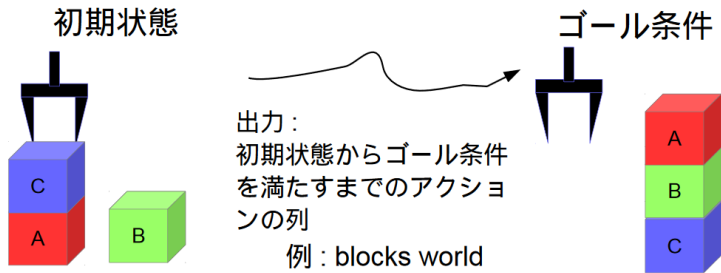 初期状態
ゴール条件
出力 :
初期状態からゴール条件
を満たすまでのアクショ
ンの列
例 : blocks world
C
A
B
A
B
C